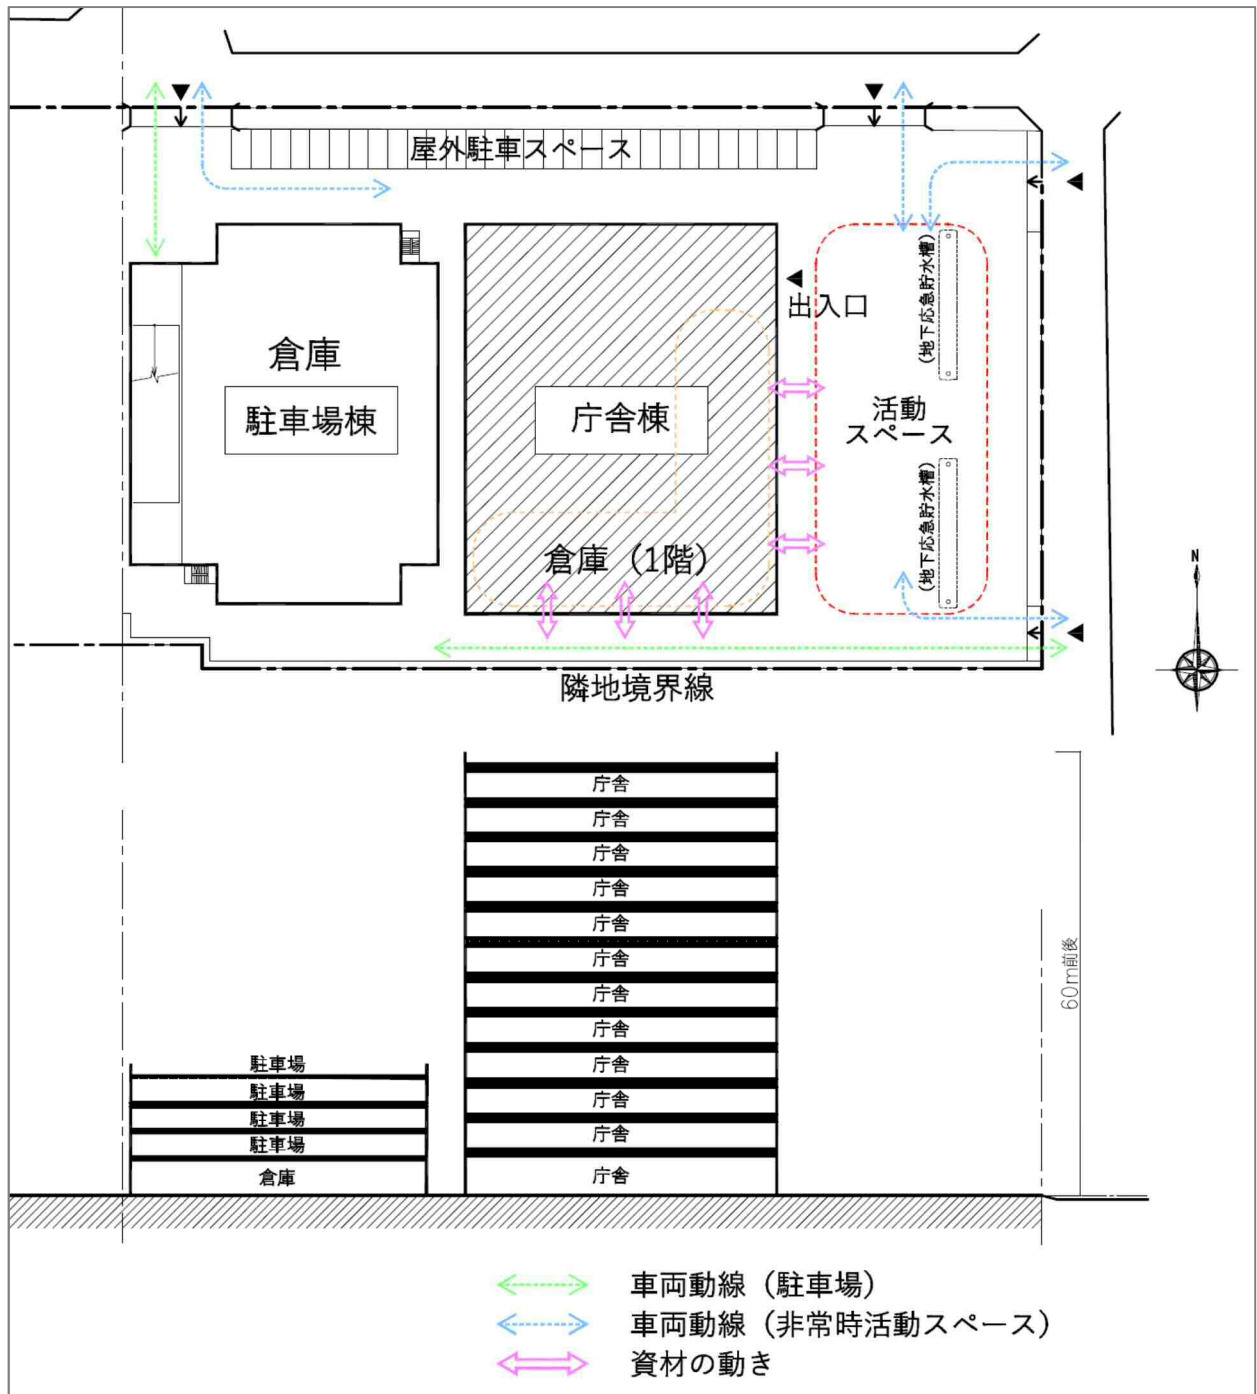 屋外駐車スペース
出入口
倉庫
駐車場棟
庁舎棟
倉庫（1階）
活動
スペース
（地下応急貯水槽）
（地下応急貯水槽）
N
隣地境界線
庁舎
庁舎
庁舎
庁舎
庁舎
庁舎
庁舎
庁舎
庁舎
庁舎
庁舎
庁舎
駐車場
駐車場
駐車場
駐車場
倉庫
60m前後
車両動線（駐車場）
車両動線（非常時活動スペース）
資材の動き